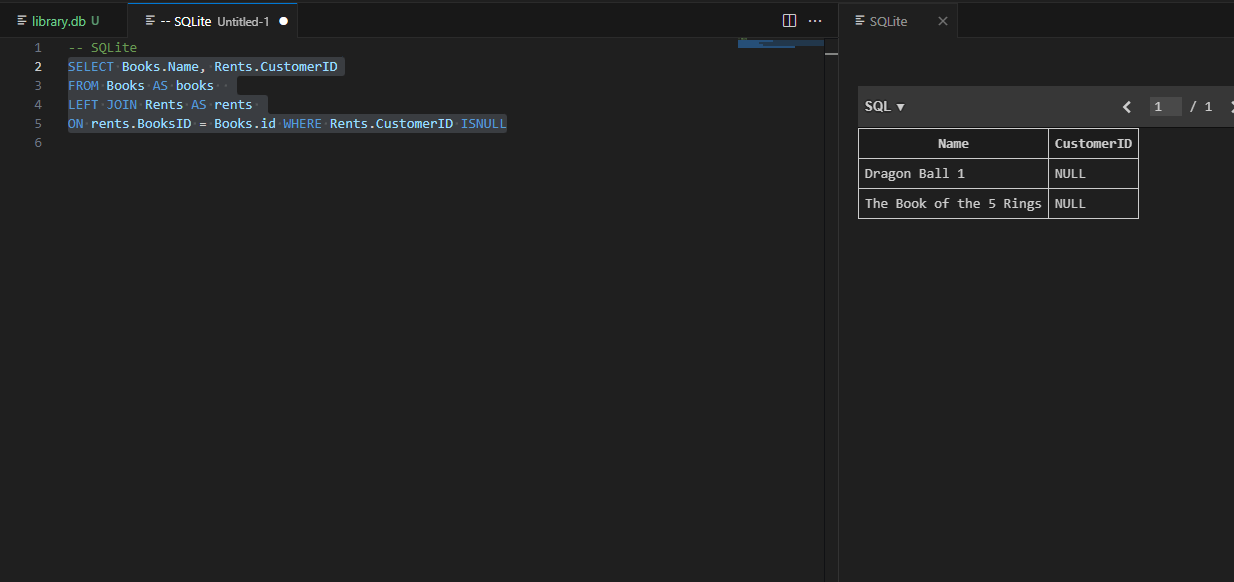 library.db U
-- SQLite Untitled-1
SQLite
1 -- SQLite
2 SELECT Books.Name, Rents.CustomerID
3 FROM Books AS books
4 LEFT JOIN Rents AS rents
5 ON rents.BooksID = Books.id WHERE Rents.CustomerID ISNULL
6
SQL 1 / 1
Name CustomerID
Dragon Ball 1 NULL
The Book of the 5 Rings NULL